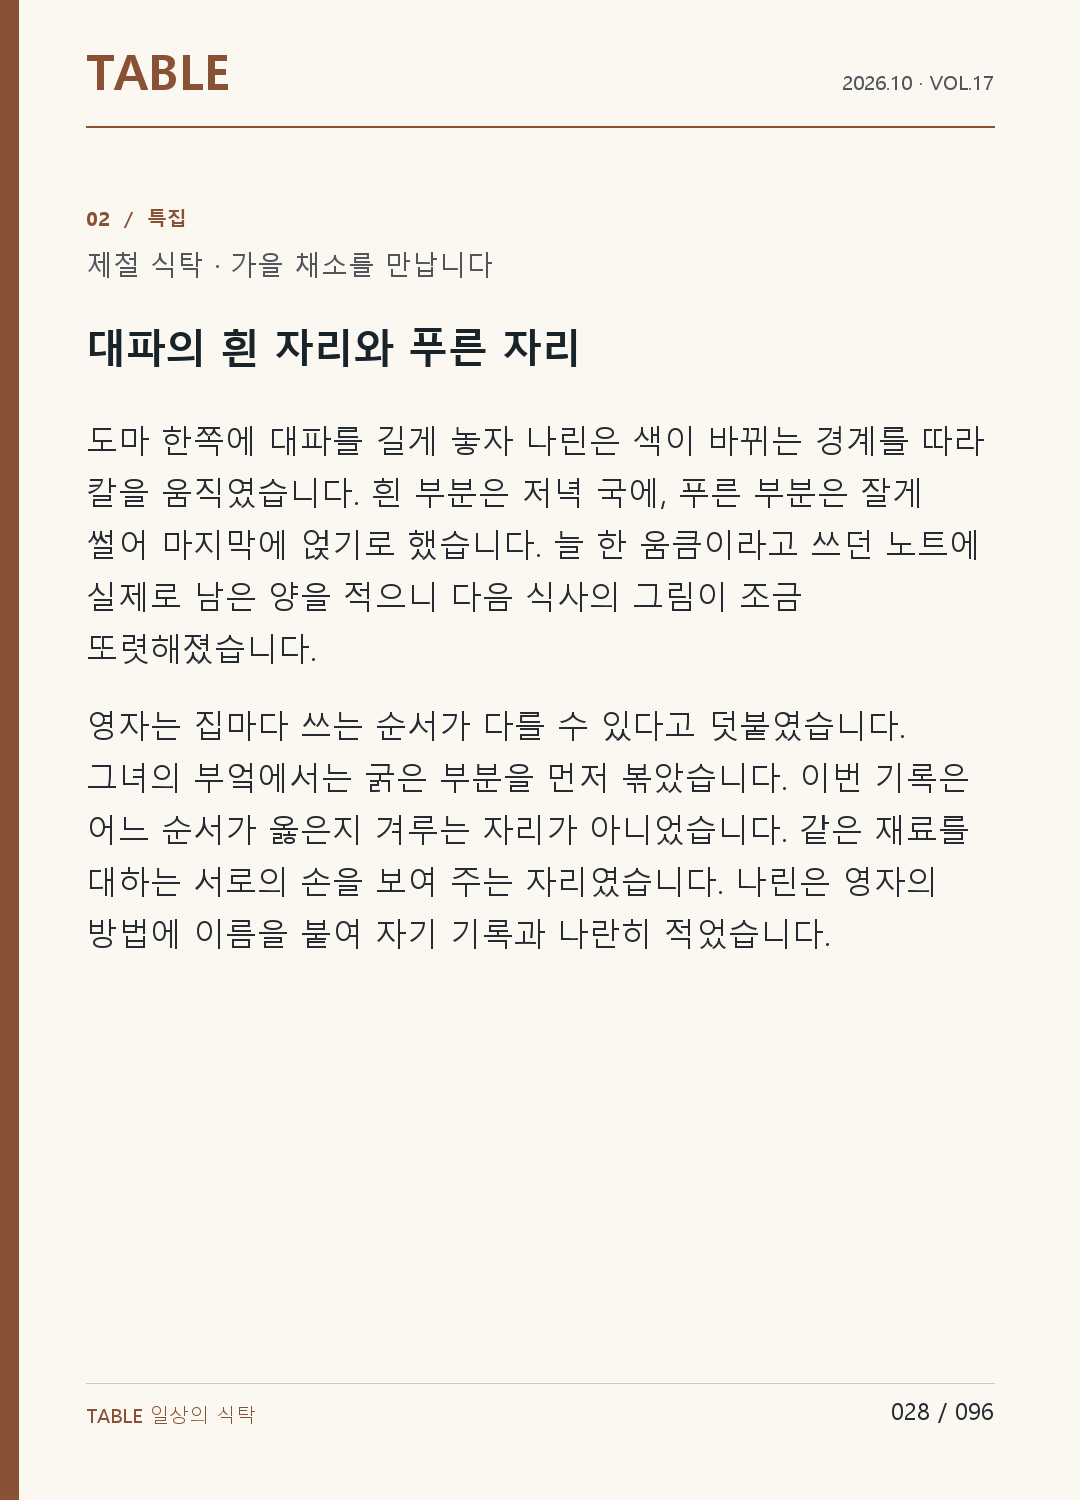 TABLE
2026.10 · VOL.17
02 / 특집
제철 식탁 · 가을 채소를 만납니다
대파의 흰 자리와 푸른 자리
도마 한쪽에 대파를 길게 놓자 나린은 색이 바뀌는 경계를 따라
칼을 움직였습니다. 흰 부분은 저녁 국에, 푸른 부분은 잘게
썰어 마지막에 얹기로 했습니다. 늘 한 움큼이라고 쓰던 노트에
실제로 남은 양을 적으니 다음 식사의 그림이 조금
또렷해졌습니다.
영자는 집마다 쓰는 순서가 다를 수 있다고 덧붙였습니다.
그녀의 부엌에서는 굵은 부분을 먼저 볶았습니다. 이번 기록은
어느 순서가 옳은지 겨루는 자리가 아니었습니다. 같은 재료를
대하는 서로의 손을 보여 주는 자리였습니다. 나린은 영자의
방법에 이름을 붙여 자기 기록과 나란히 적었습니다.
TABLE 일상의 식탁
028 / 096